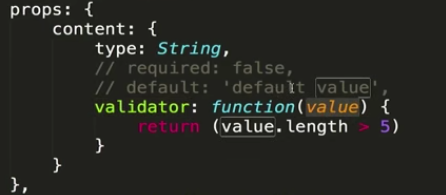 props: {
content: {
type: String,
// required: false,
// default: 'default value',
validator: function(value) {
return (value.length > 5)
}
}
},